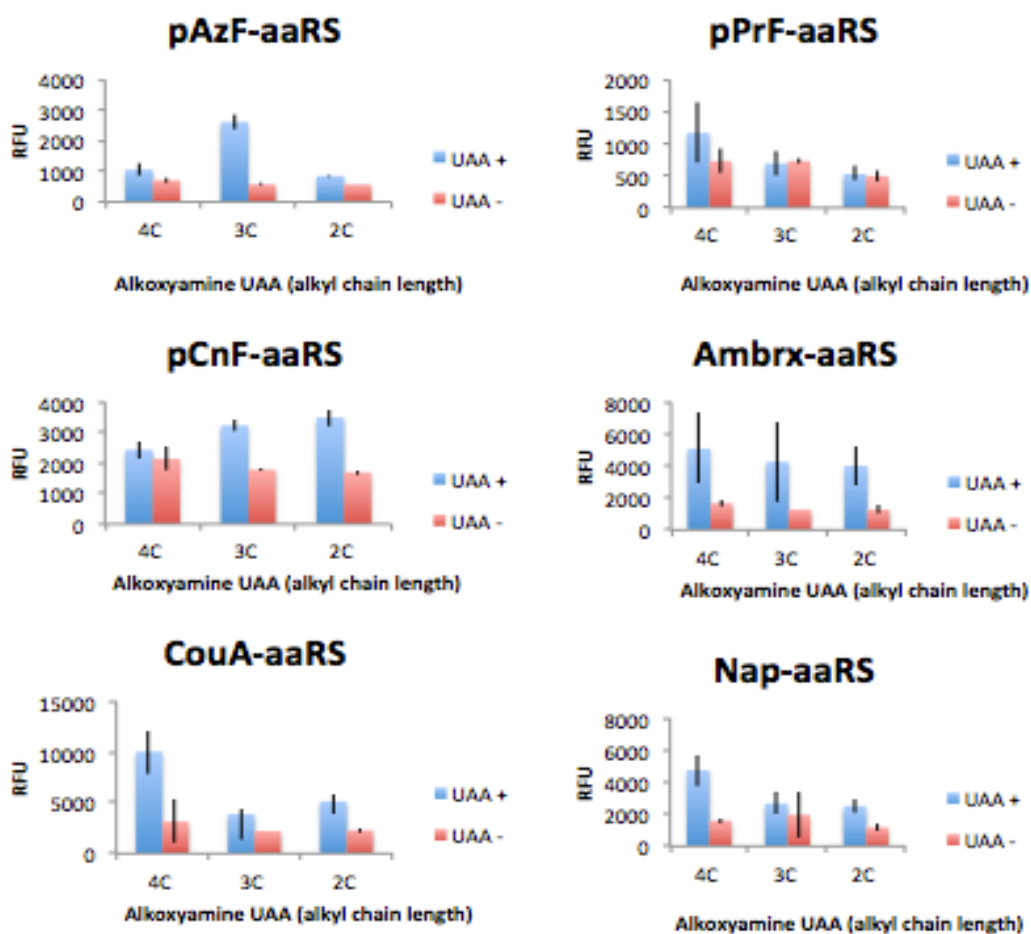 pAzF-aaRS
4000
3000
2000
1000
0
RFU
4C 3C 2C
UAA +
UAA -
Alkoxyamine UAA (alkyl chain length)
pPrF-aaRS
2000
1500
1000
500
0
RFU
4C 3C 2C
UAA +
UAA -
Alkoxyamine UAA (alkyl chain length)
pCnF-aaRS
4000
3000
2000
1000
0
RFU
4C 3C 2C
UAA +
UAA -
Alkoxyamine UAA (alkyl chain length)
Ambrx-aaRS
8000
6000
4000
2000
0
RFU
4C 3C 2C
UAA +
UAA -
Alkoxyamine UAA (alkyl chain length)
CouA-aaRS
15000
10000
5000
0
RFU
4C 3C 2C
UAA +
UAA -
Alkoxyamine UAA (alkyl chain length)
Nap-aaRS
8000
6000
4000
2000
0
RFU
4C 3C 2C
UAA +
UAA -
Alkoxyamine UAA (alkyl chain length)